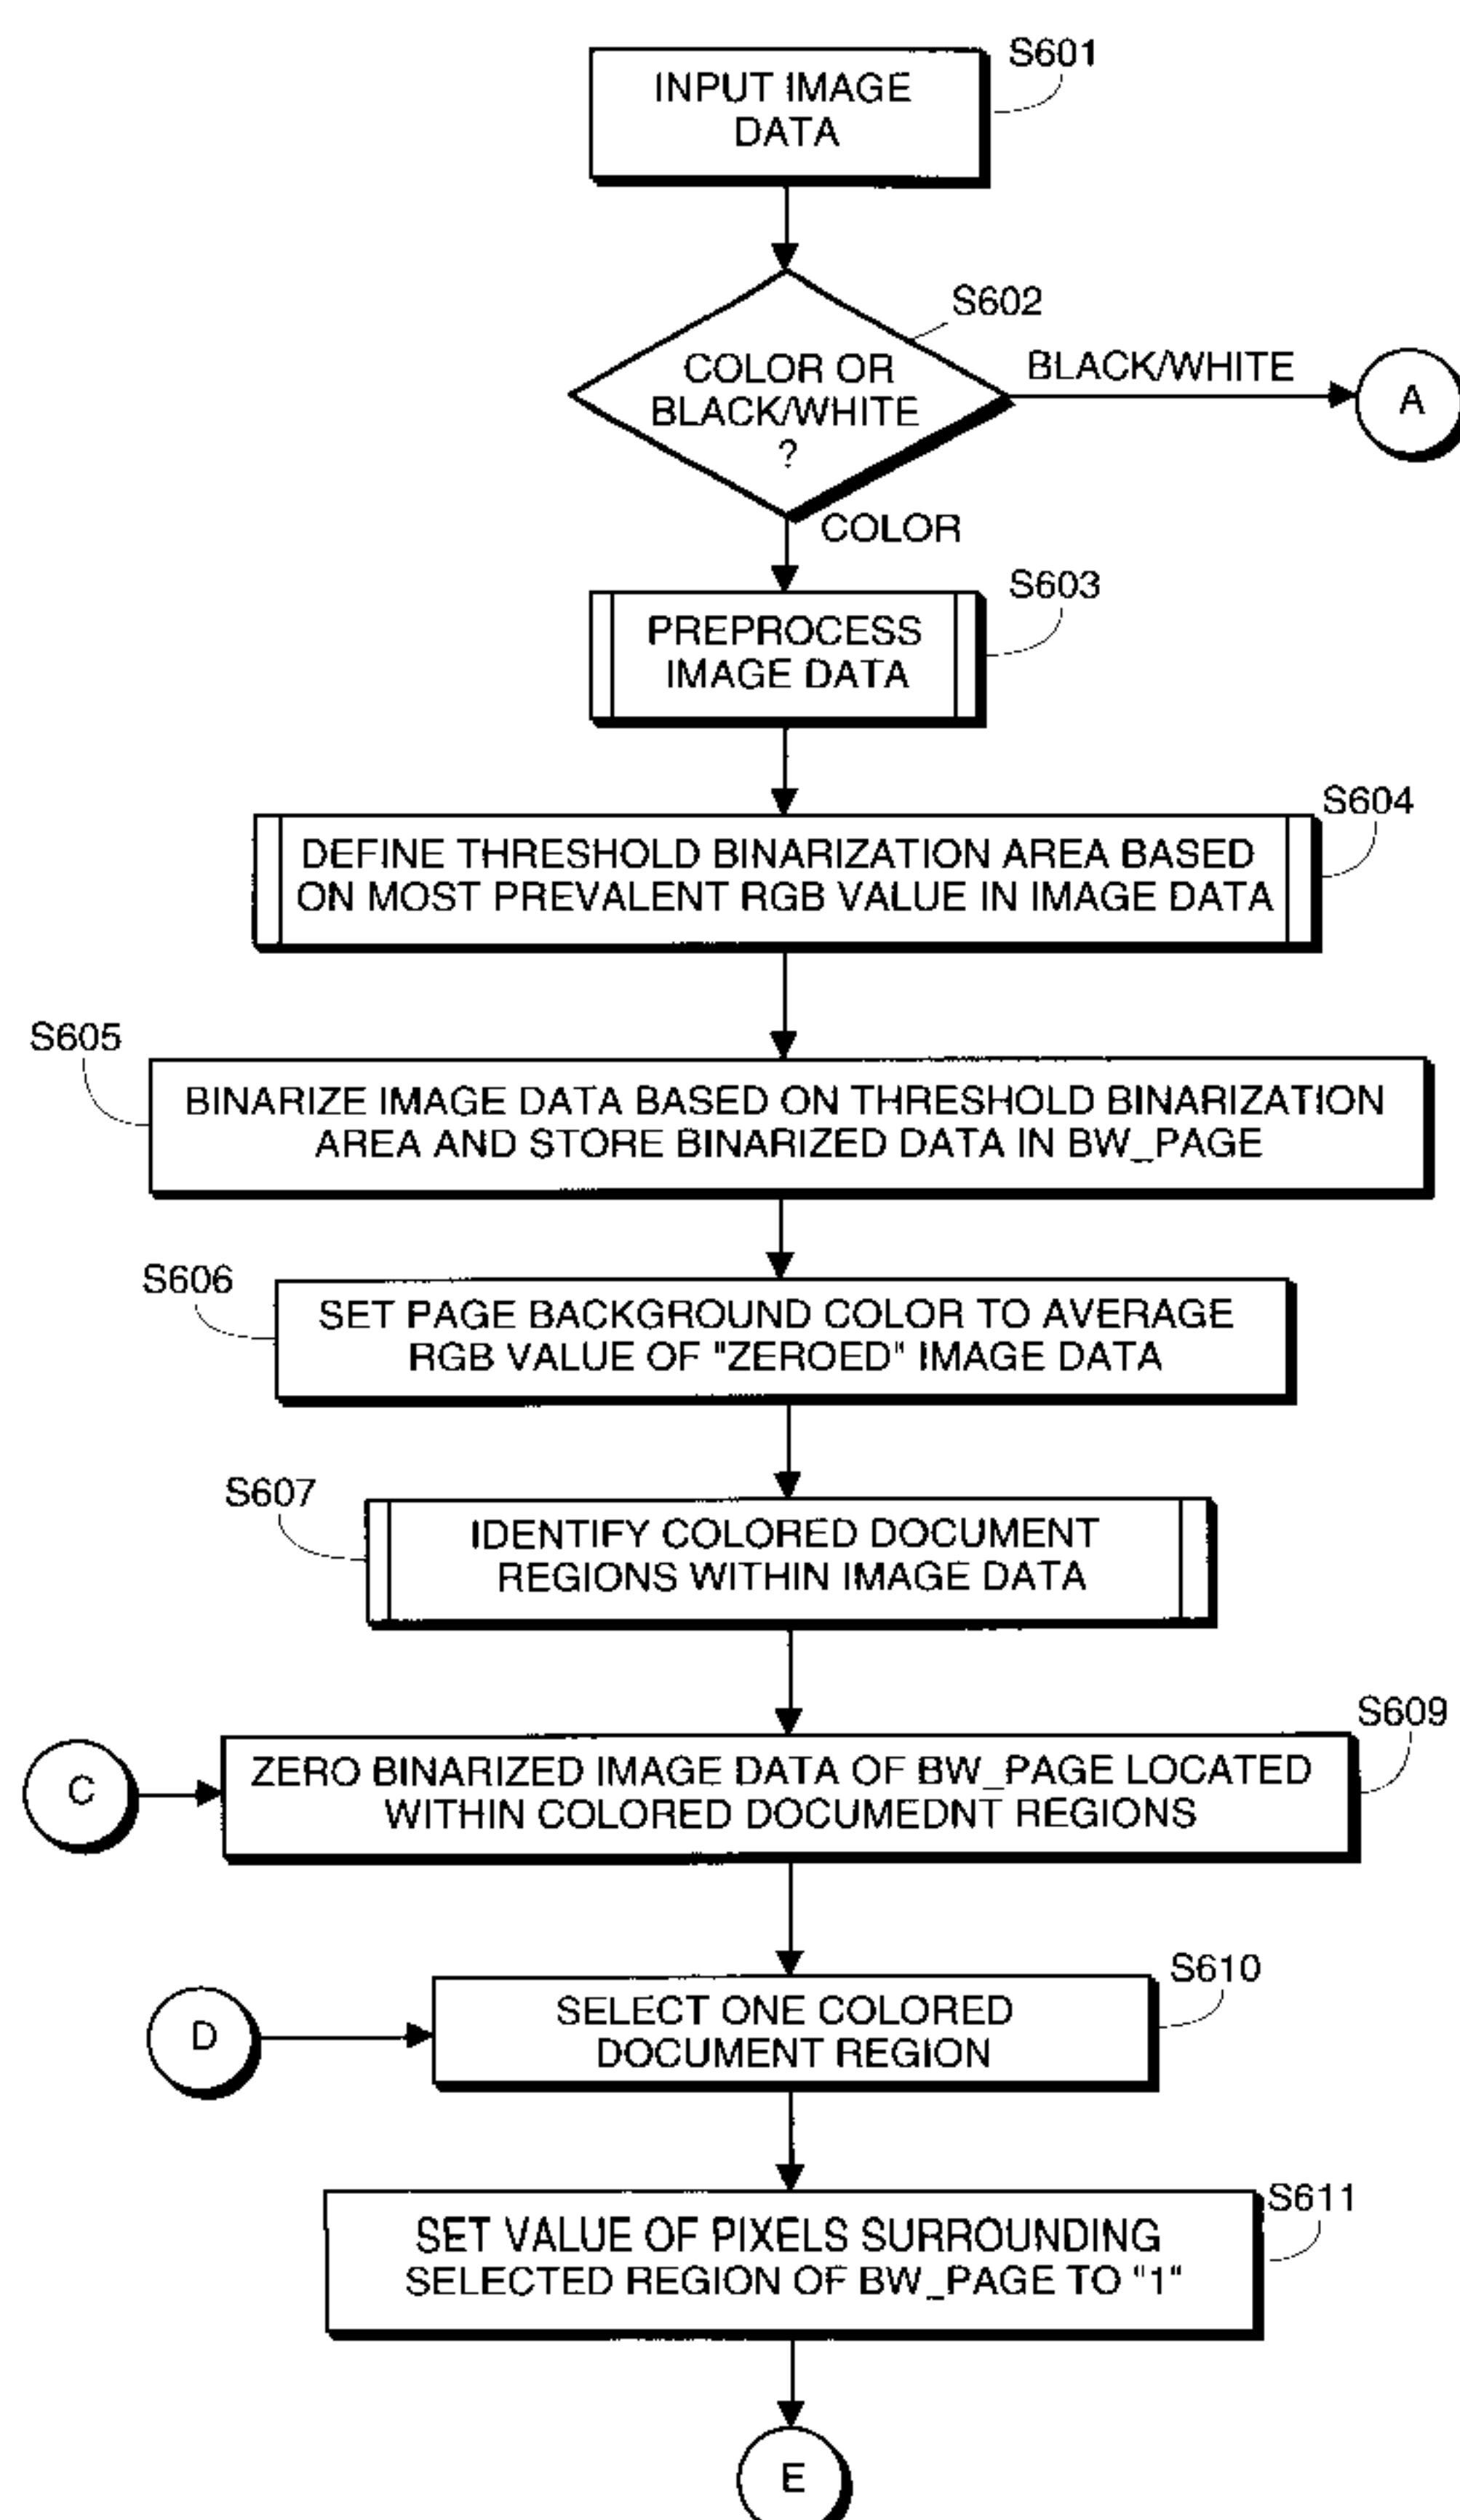 S601
INPUT IMAGE
DATA
S602
COLOR OR
BLACK/WHITE
?
BLACK/WHITE
A
COLOR
S603
PREPROCESS
IMAGE DATA
S604
DEFINE THRESHOLD BINARIZATION AREA BASED
ON MOST PREVALENT RGB VALUE IN IMAGE DATA
S605
BINARIZE IMAGE DATA BASED ON THRESHOLD BINARIZATION
AREA AND STORE BINARIZED DATA IN BW_PAGE
S606
SET PAGE BACKGROUND COLOR TO AVERAGE
RGB VALUE OF "ZEROED" IMAGE DATA
S607
IDENTIFY COLORED DOCUMENT
REGIONS WITHIN IMAGE DATA
S609
C
ZERO BINARIZED IMAGE DATA OF BW_PAGE LOCATED
WITHIN COLORED DOCUMEDNT REGIONS
S610
D
SELECT ONE COLORED
DOCUMENT REGION
S611
SET VALUE OF PIXELS SURROUNDING
SELECTED REGION OF BW_PAGE TO "1"
E